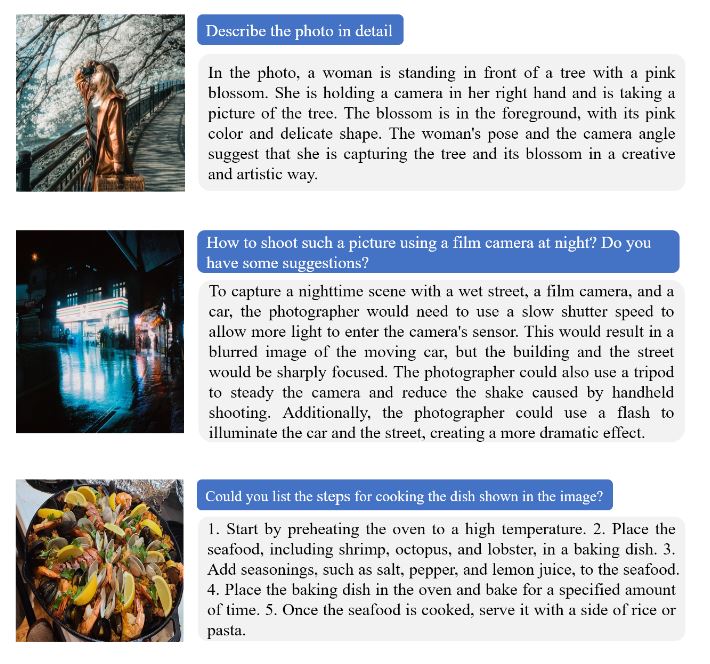 Describe the photo in detail
In the photo, a woman is standing in front of a tree with a pink
blossom. She is holding a camera in her right hand and is taking a
picture of the tree. The blossom is in the foreground, with its pink
color and delicate shape. The woman's pose and the camera angle
suggest that she is capturing the tree and its blossom in a creative
and artistic way.
How to shoot such a picture using a film camera at night? Do you
have some suggestions?
To capture a nighttime scene with a wet street, a film camera, and a
car, the photographer would need to use a slow shutter speed to
allow more light to enter the camera's sensor. This would result in a
blurred image of the moving car, but the building and the street
would be sharply focused. The photographer could also use a tripod
to steady the camera and reduce the shake caused by handheld
shooting. Additionally, the photographer could use a flash to
illuminate the car and the street, creating a more dramatic effect.
Could you list the steps for cooking the dish shown in the image?
1. Start by preheating the oven to a high temperature. 2. Place the
seafood, including shrimp, octopus, and lobster, in a baking dish. 3.
Add seasonings, such as salt, pepper, and lemon juice, to the seafood.
4. Place the baking dish in the oven and bake for a specified amount
of time. 5. Once the seafood is cooked, serve it with a side of rice or
pasta.